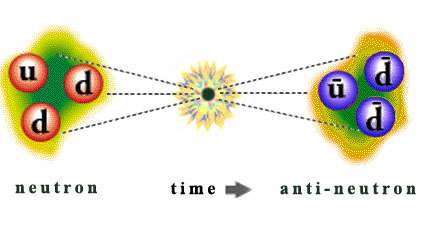 u d d
ū d̄ d̄
neutron time anti-neutron